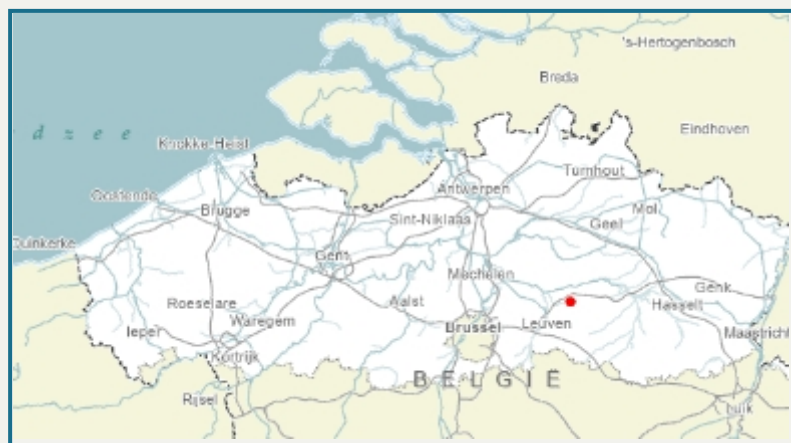 's-Hertogenbosch
Breda
d z e e
Eindhoven
Knokke-Heist
Turnhout
Antwerpen
Oostende
Mol
Brugge
Sint-Niklaas
Geel
Duinkerke
Gent
Mechelen
Genk
Roeselare
Aalst
Hasselt
Ieper
Waregem
Brussel
Leuven
Maastricht
Kortrijk
BELGIË
Rijsel
Luik